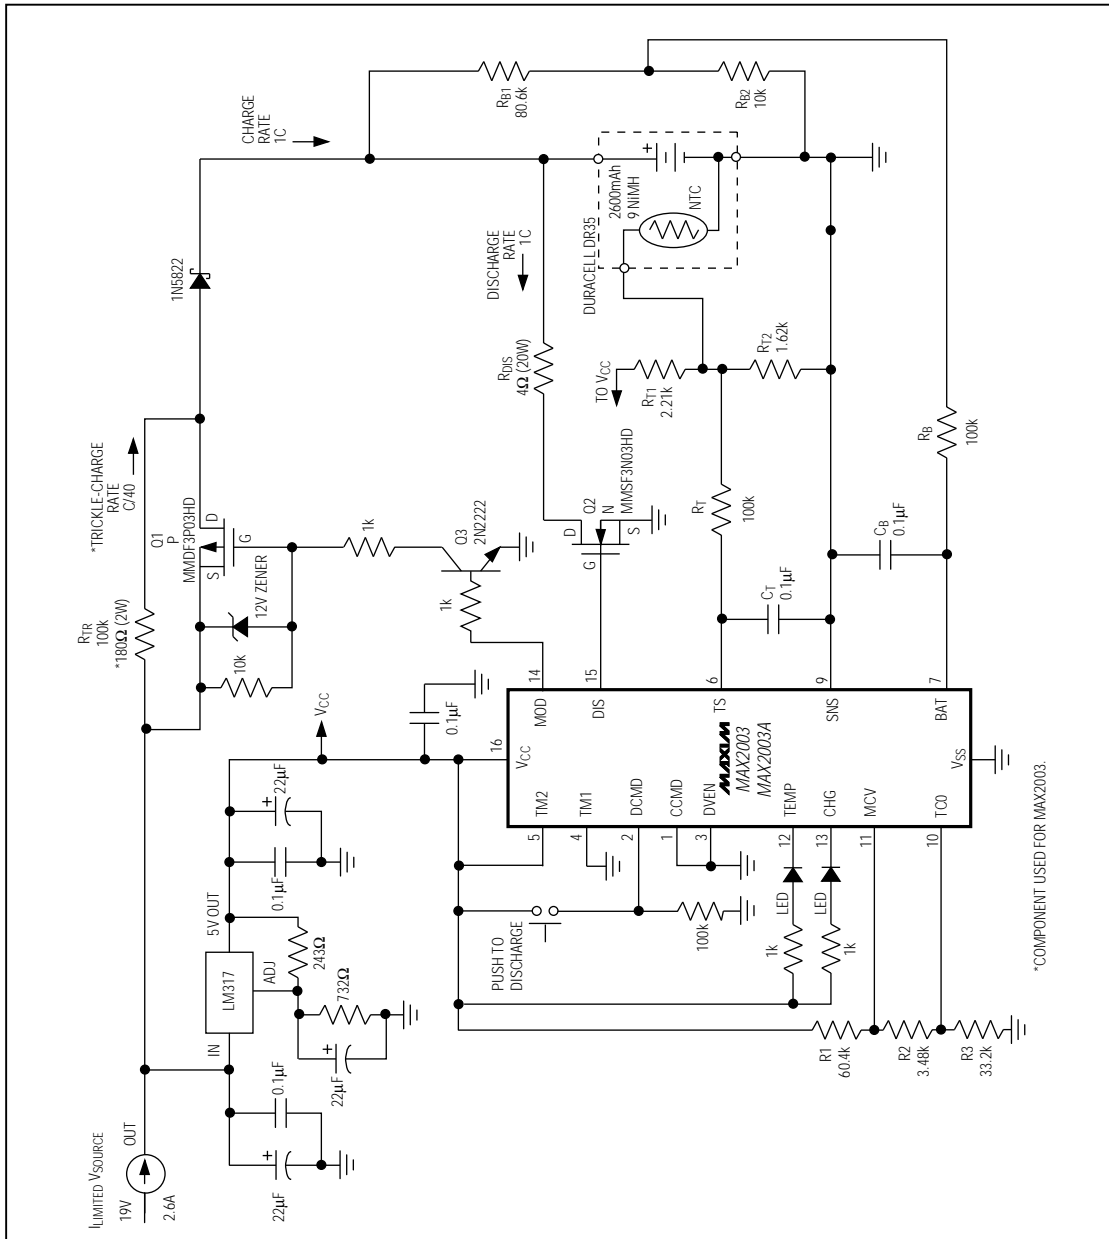 ILIMITED VSOURCE
19V
OUT
2.6A
22µF
+
0.1µF
IN
LM317
ADJ
5V OUT
243Ω
732Ω
+
22µF
0.1µF
+
22µF
VCC
0.1µF
RTR
100k
*180Ω (2W)
*TRICKLE-CHARGE
RATE
C/40
10k
12V ZENER
Q1
P
MMDF3P03HD
S
D
G
1k
1k
Q3
2N2222
1N5822
CHARGE
RATE
1C
DISCHARGE
RATE
1C
RDIS
4Ω (20W)
D
Q2
N
MMSF3N03HD
G
S
RB1
80.6k
RB2
10k
+
2600mAh
9 NiMH
NTC
DURACELL DR35
TO VCC
RT1
2.21k
RT2
1.62k
RT
100k
CT
0.1µF
CB
0.1µF
RB
100k
14
MOD
15
DIS
6
TS
9
SNS
7
BAT
16
VCC
MAXIM
MAX2003
MAX2003A
VSS
TM2
5
TM1
4
DCMD
2
CCMD
1
DVEN
3
TEMP
12
CHG
13
MCV
11
TC0
10
PUSH TO
DISCHARGE
100k
LED
1k
LED
1k
R1
60.4k
R2
3.48k
R3
33.2k
*COMPONENT USED FOR MAX2003.